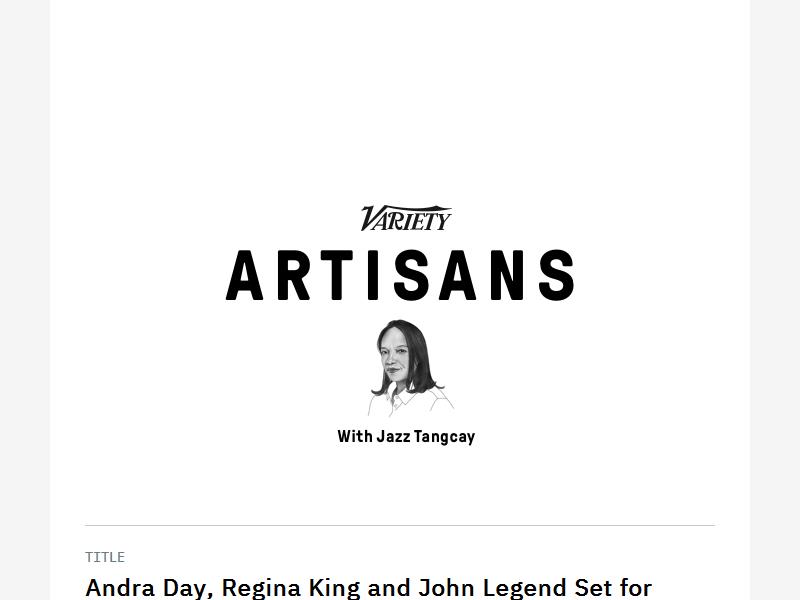 VARIETY
ARTISANS
With Jazz Tangcay
TITLE
Andra Day, Regina King and John Legend Set for